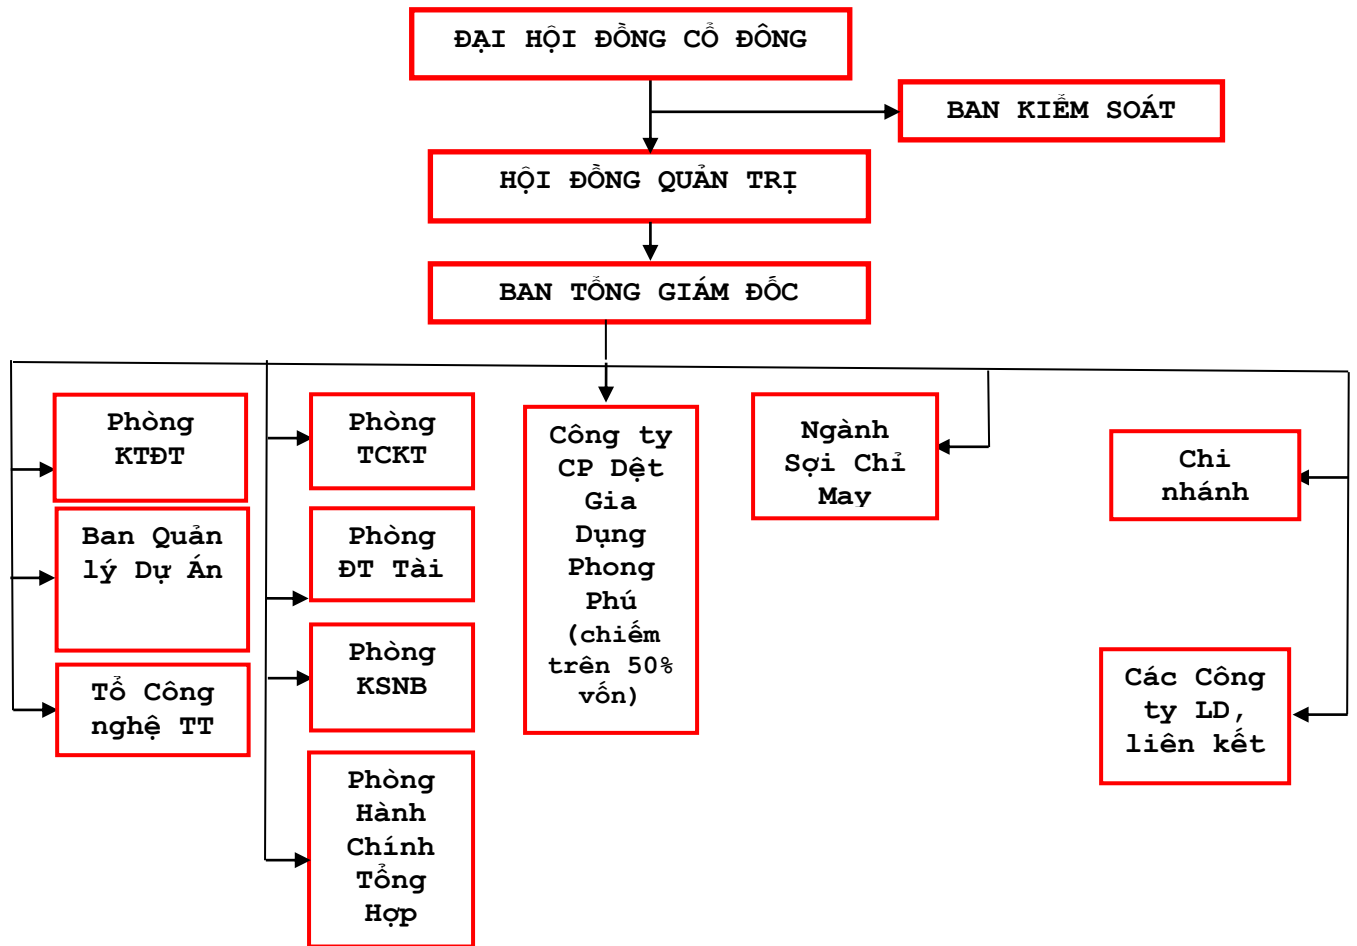 ĐẠI HỘI ĐỒNG CỔ ĐÔNG
BAN KIỂM SOÁT
HỘI ĐỒNG QUẢN TRỊ
BAN TỔNG GIÁM ĐỐC
Phòng
KTĐT
Ban Quản
lý Dự Án
Tổ Công
nghệ TT
Phòng
TCKT
Phòng
ĐT Tài
Phòng
KSNB
Phòng
Hành
Chính
Tổng
Hợp
Công ty
CP Dệt
Gia
Dụng
Phong
Phú
(chiếm
trên 50%
vốn)
Ngành
Sợi Chỉ
May
Chi
nhánh
Các Công
ty LD,
liên kết